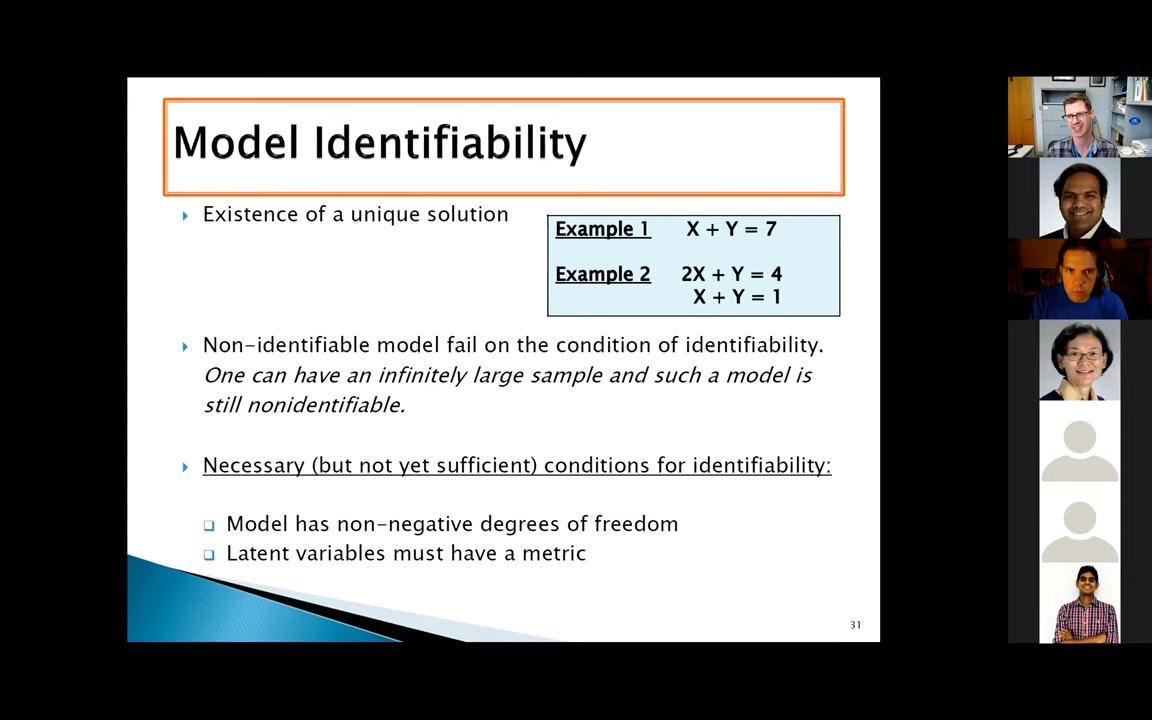 Model Identifiability
Existence of a unique solution
Example 1 X + Y = 7
Example 2 2X + Y = 4
X + Y = 1
Non-identifiable model fail on the condition of identifiability.
One can have an infinitely large sample and such a model is
still nonidentifiable.
Necessary (but not yet sufficient) conditions for identifiability:
Model has non-negative degrees of freedom
Latent variables must have a metric
31